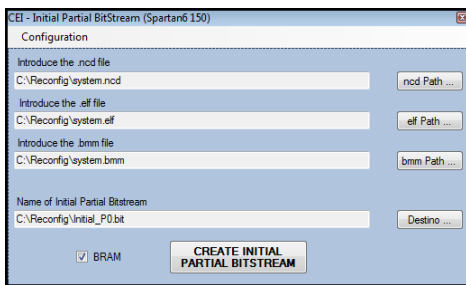 CEI - Initial Partial BitStream (Spartan6 150)
Configuration
Introduce the .ncd file
C:\Reconfig\system.ncd
ncd Path ...
Introduce the .elf file
C:\Reconfig\system.elf
elf Path ...
Introduce the .bmm file
C:\Reconfig\system.bmm
bmm Path ...
Name of Initial Partial Bitstream
C:\Reconfig\Initial_P0.bit
Destino ...
BRAM
CREATE INITIAL
PARTIAL BITSTREAM